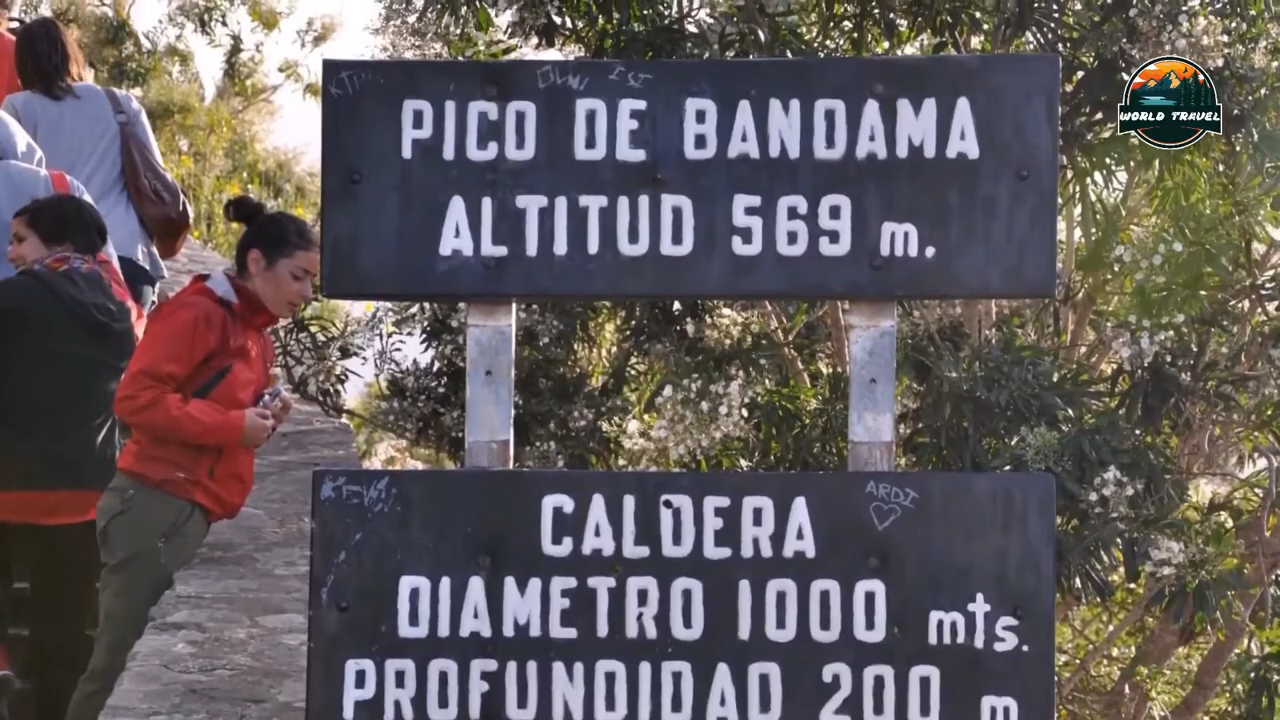 WORLD TRAVEL
PICO DE BANDAMA
ALTITUD 569 m.
ARDI
CALDERA
DIAMETRO 1000 mts.
PROFUNDIDAD 200 m